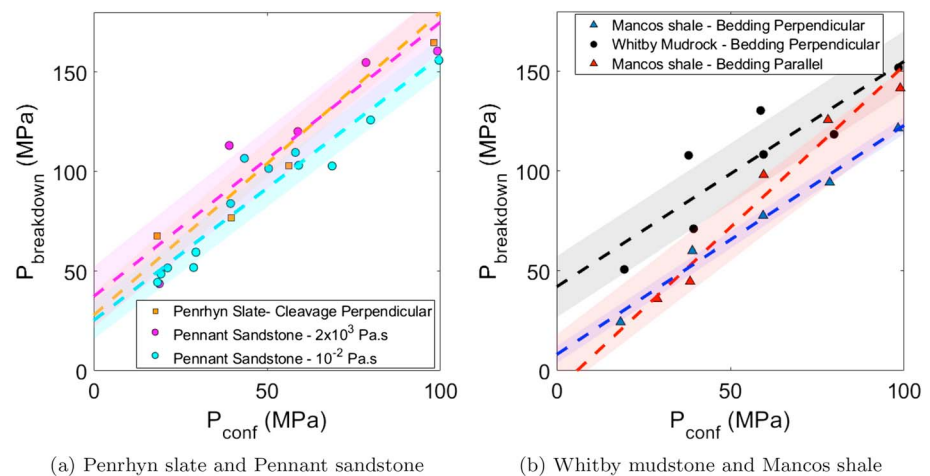 P_breakdown (MPa)
150
100
50
0
0
50
100
P_conf (MPa)
Penrhyn Slate- Cleavage Perpendicular
Pennant Sandstone - 2x10^3 Pa.s
Pennant Sandstone - 10^-2 Pa.s
(a) Penrhyn slate and Pennant sandstone
P_breakdown (MPa)
150
100
50
0
0
50
100
P_conf (MPa)
Mancos shale - Bedding Perpendicular
Whitby Mudrock - Bedding Perpendicular
Mancos shale - Bedding Parallel
(b) Whitby mudstone and Mancos shale